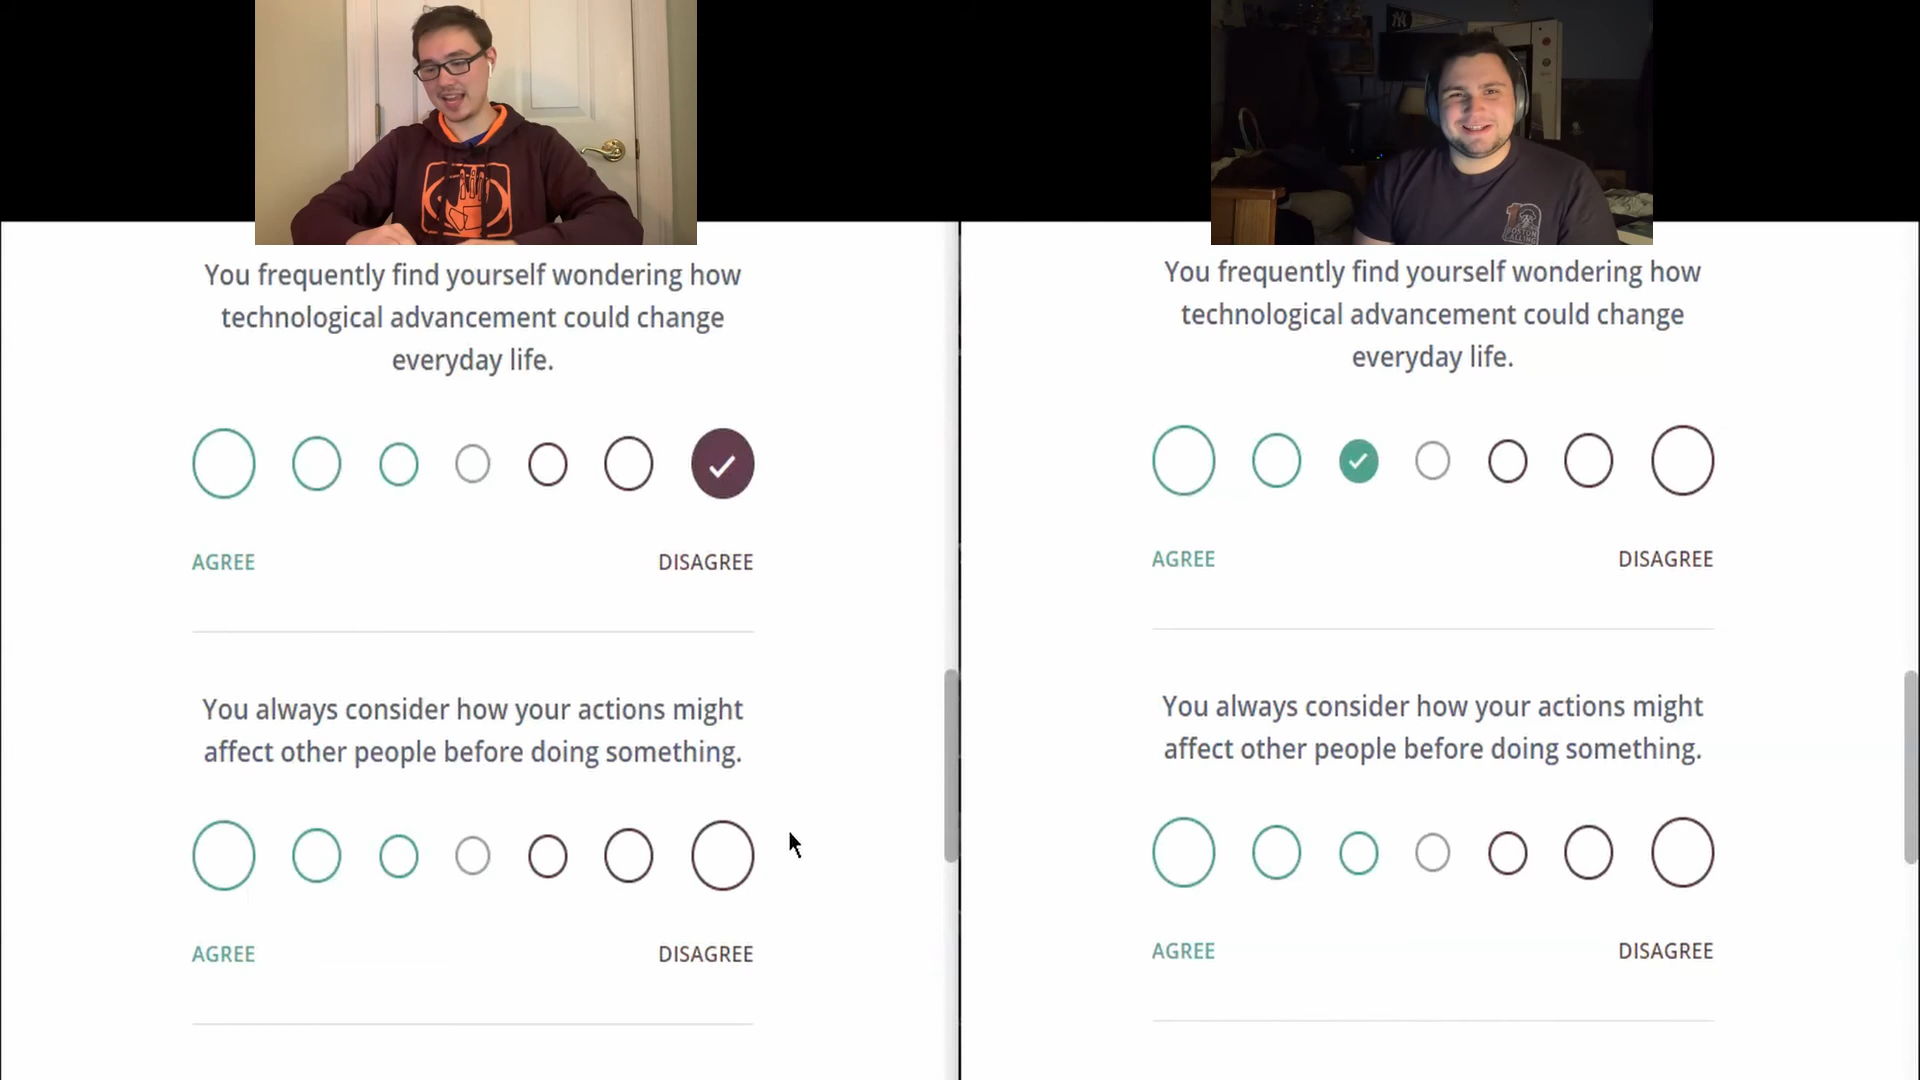 BOSTON
CALLING
You frequently find yourself wondering how
technological advancement could change
everyday life.
AGREE
DISAGREE
You always consider how your actions might
affect other people before doing something.
AGREE
DISAGREE
You frequently find yourself wondering how
technological advancement could change
everyday life.
AGREE
DISAGREE
You always consider how your actions might
affect other people before doing something.
AGREE
DISAGREE